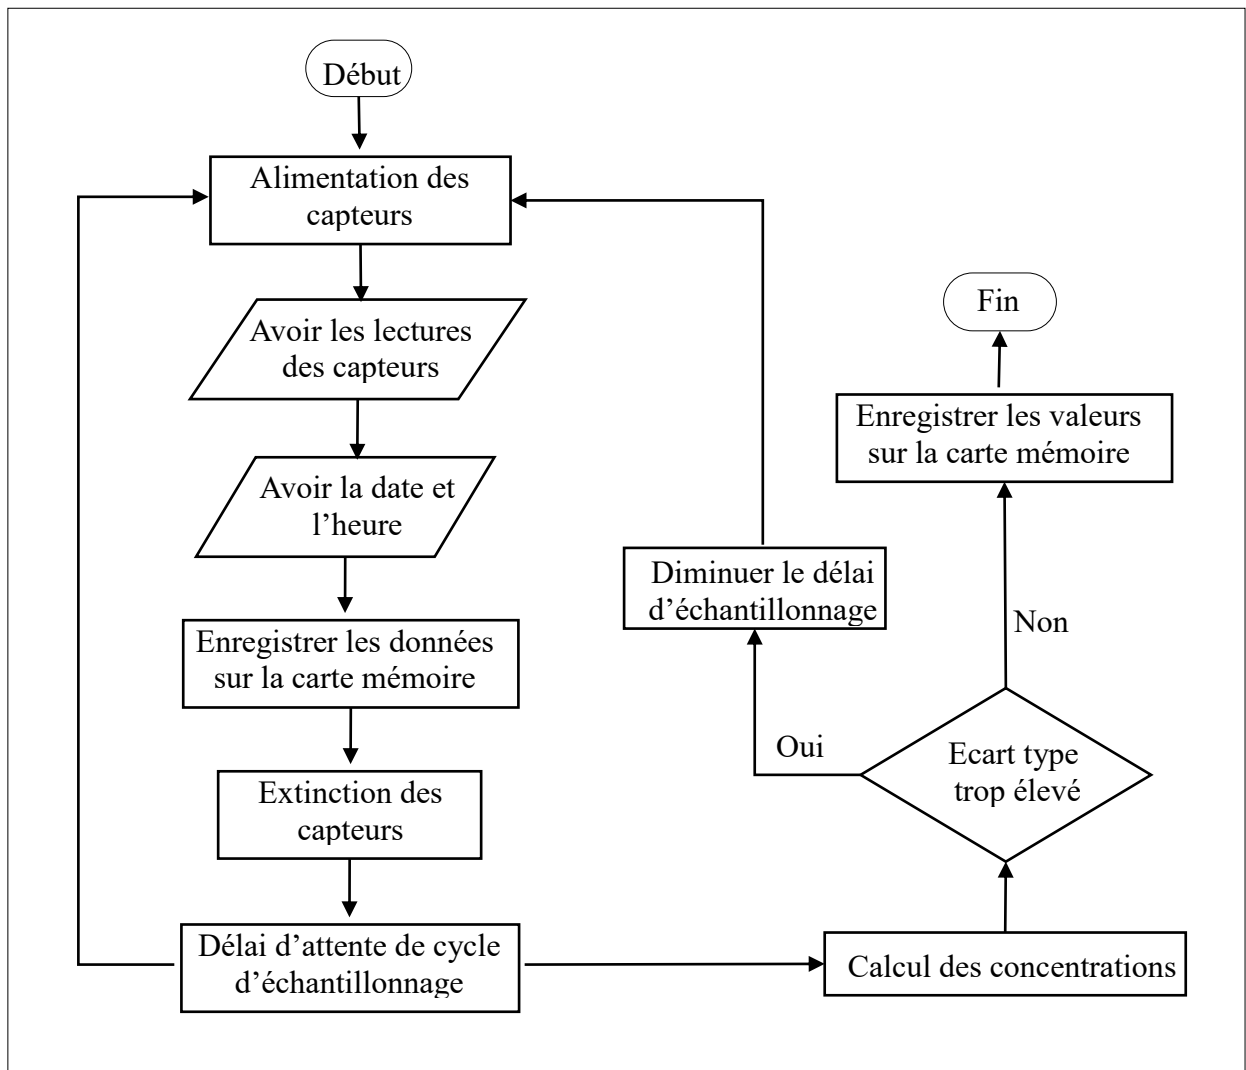 Début
Alimentation des
capteurs
Avoir les lectures
des capteurs
Avoir la date et
l’heure
Enregistrer les données
sur la carte mémoire
Extinction des
capteurs
Délai d’attente de cycle
d’échantillonnage
Calcul des concentrations
Ecart type
trop élevé
Oui
Diminuer le délai
d’échantillonnage
Non
Enregistrer les valeurs
sur la carte mémoire
Fin